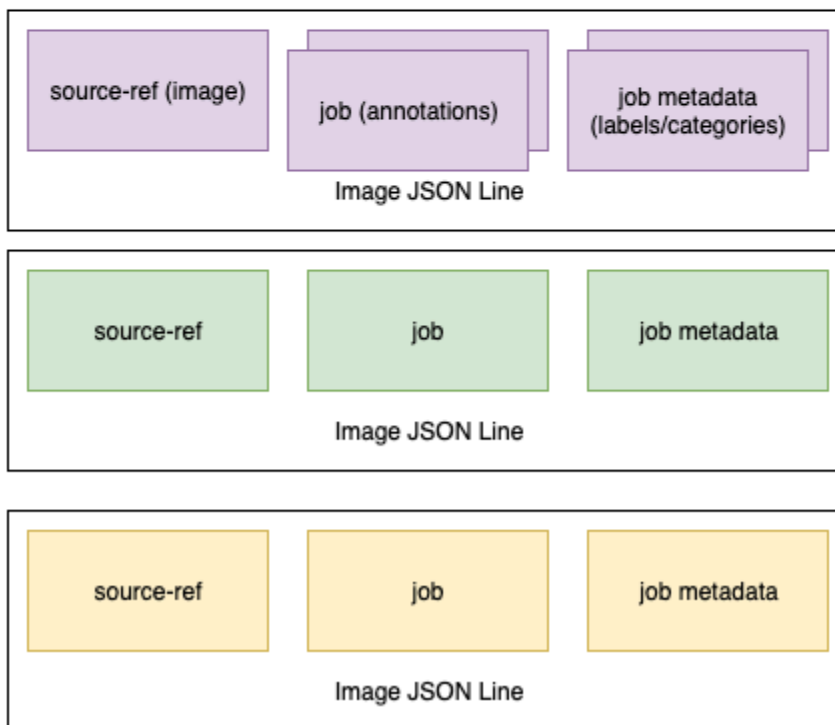 source-ref (image)
job (annotations)
job metadata
(labels/categories)
Image JSON Line
source-ref
job
job metadata
Image JSON Line
source-ref
job
job metadata
Image JSON Line